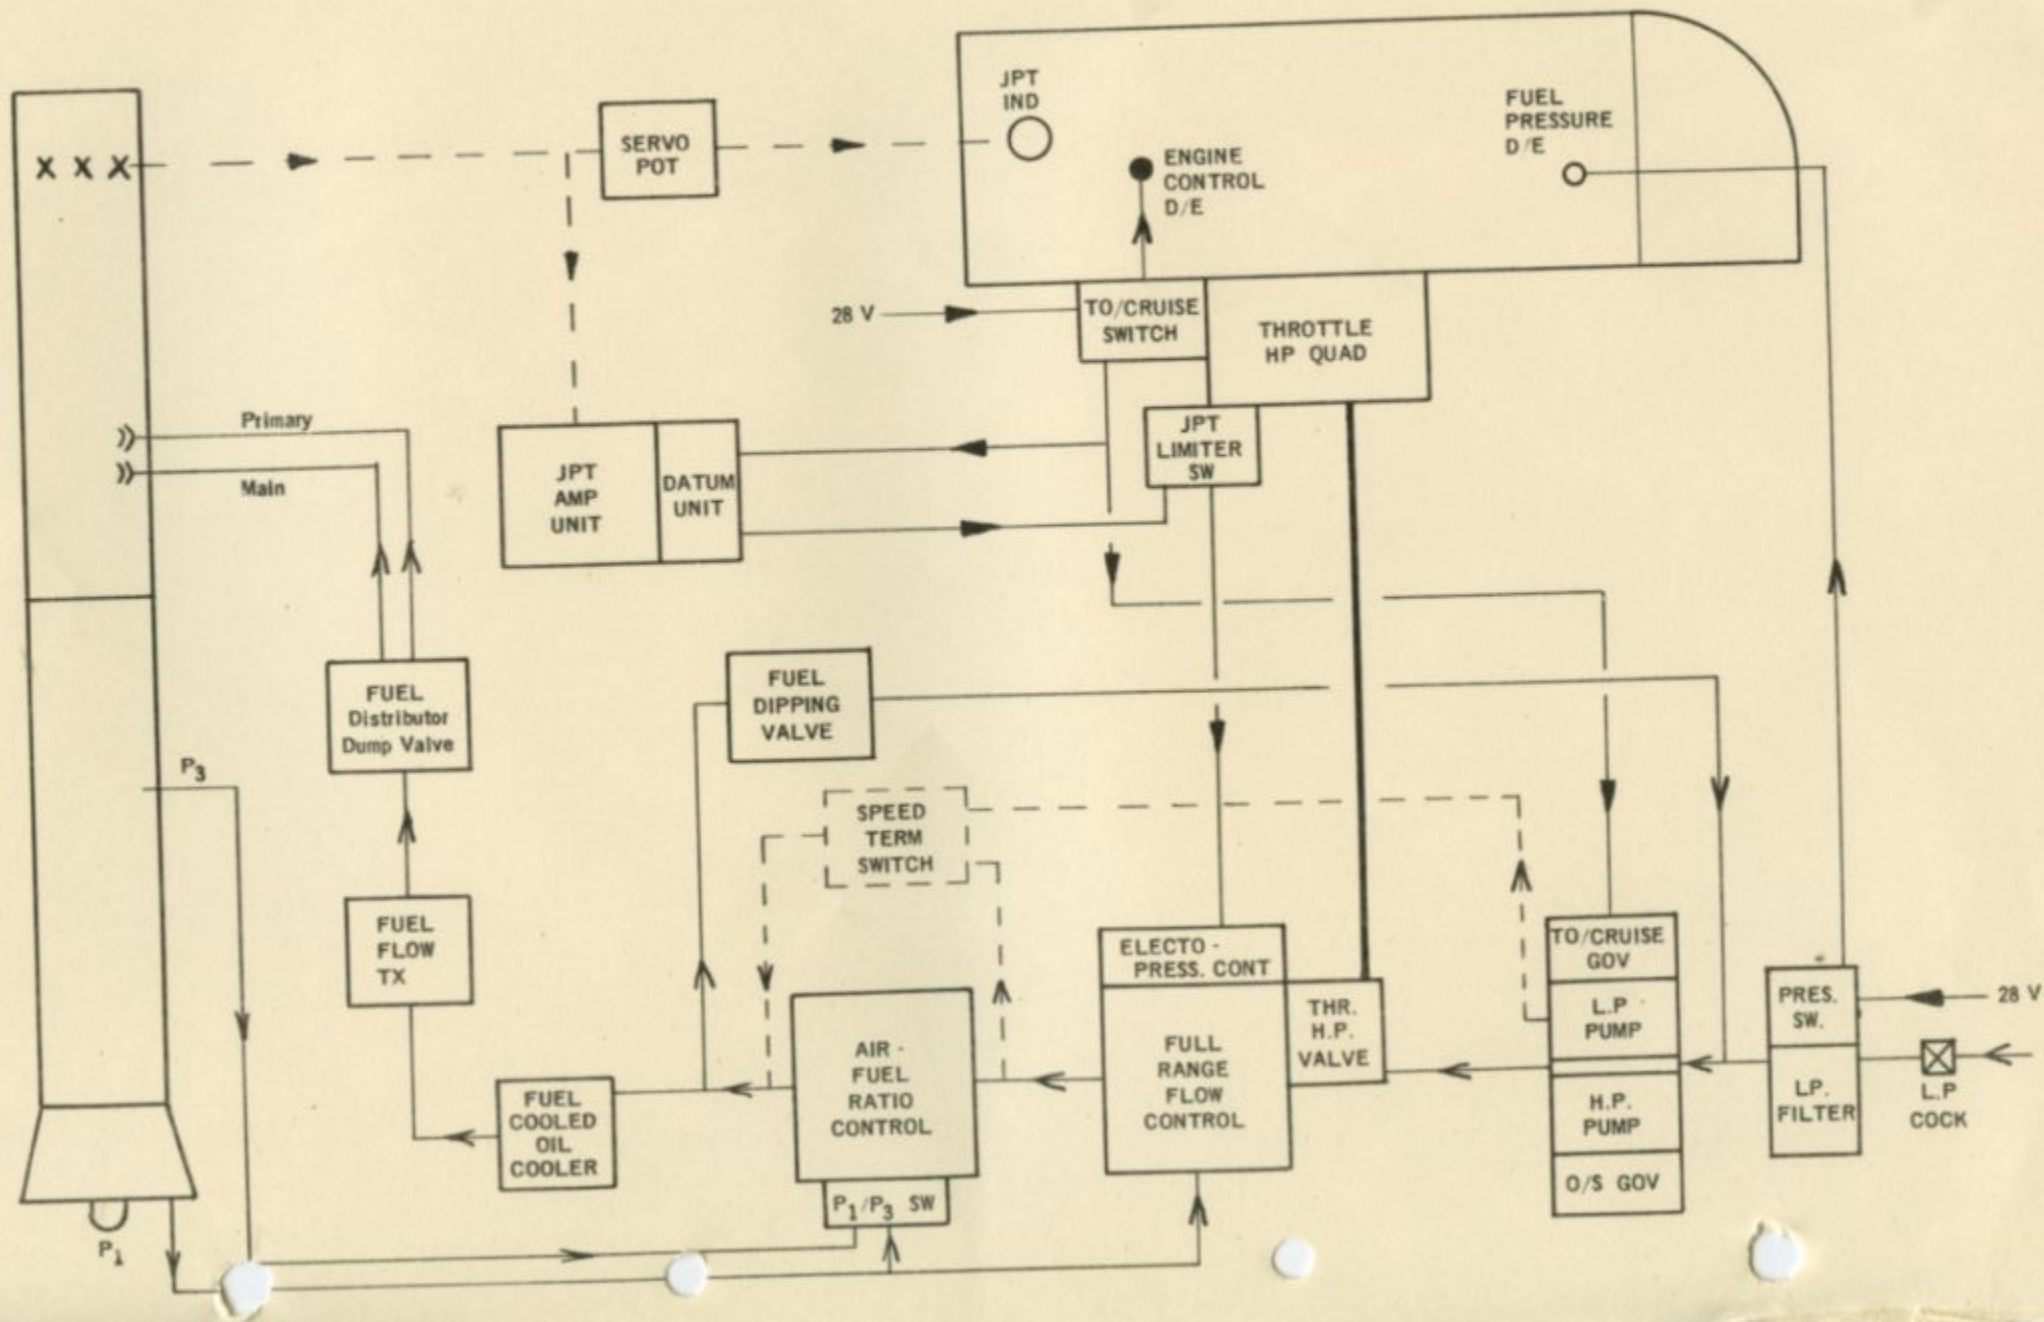 JPT
IND
FUEL
PRESSURE
D/E
ENGINE
CONTROL
D/E
SERVO
POT
28 V
TO/CRUISE
SWITCH
THROTTLE
HP QUAD
Primary
Main
JPT
AMP
UNIT
DATUM
UNIT
JPT
LIMITER
SW
FUEL
Distributor
Dump Valve
FUEL
DIPPING
VALVE
P3
SPEED
TERM
SWITCH
FUEL
FLOW
TX
ELECTO -
PRESS. CONT
TO/CRUISE
GOV
L.P
PUMP
H.P.
PUMP
O/S GOV
PRES.
SW.
28 V
LP.
FILTER
L.P
COCK
THR.
H.P.
VALVE
FULL
RANGE
FLOW
CONTROL
AIR -
FUEL
RATIO
CONTROL
P1/P3 SW
FUEL
COOLED
OIL
COOLER
P1